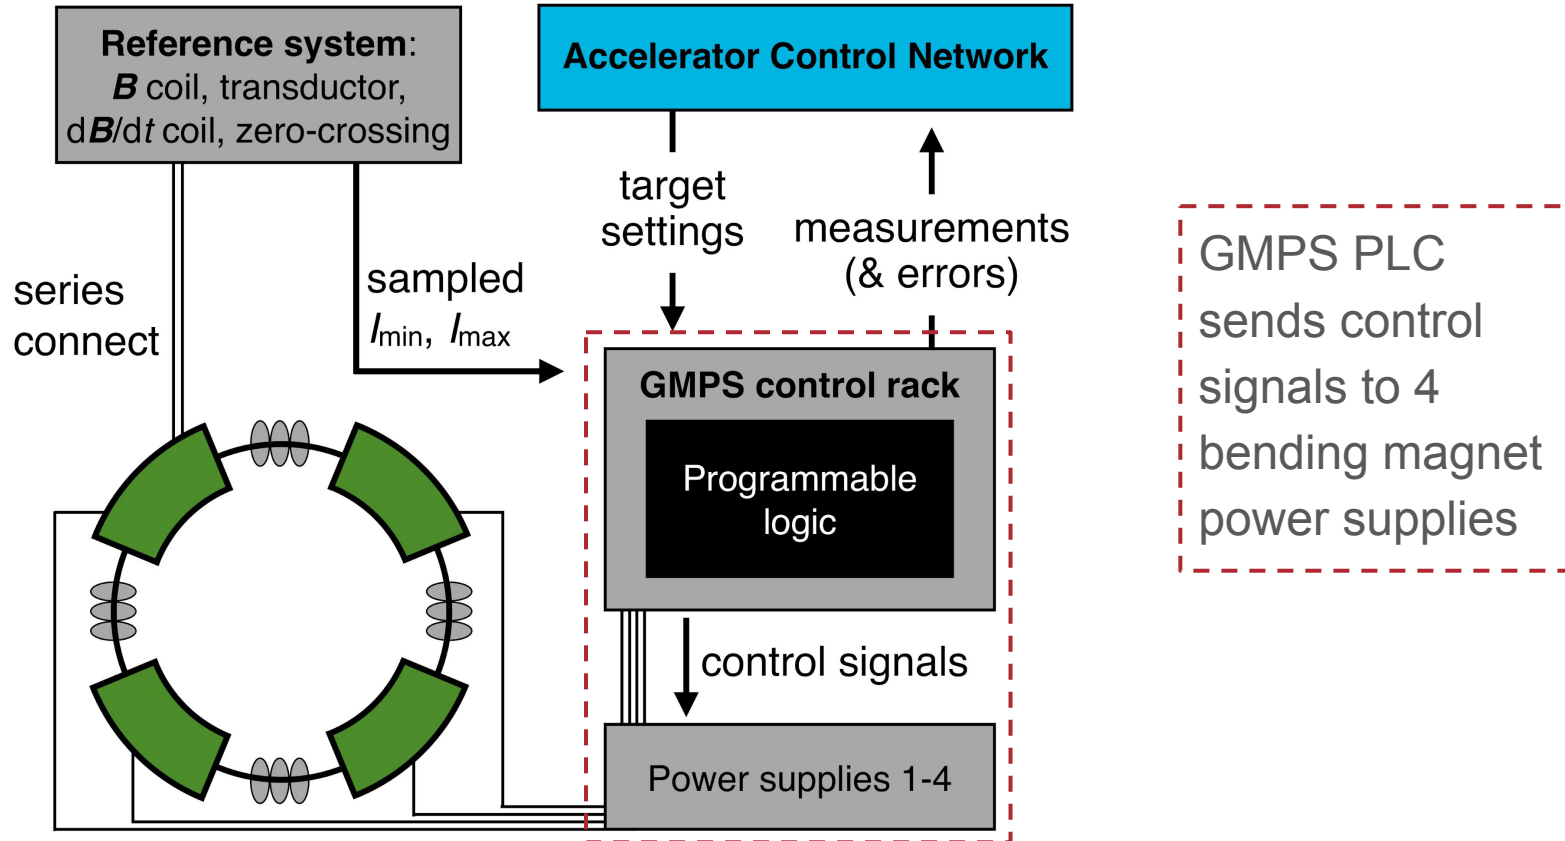 Reference system:
B coil, transductor,
dB/dt coil, zero-crossing
Accelerator Control Network
target
settings
measurements
(& errors)
series
connect
sampled
Imin, Imax
GMPS control rack
Programmable
logic
control signals
Power supplies 1-4
GMPS PLC
sends control
signals to 4
bending magnet
power supplies